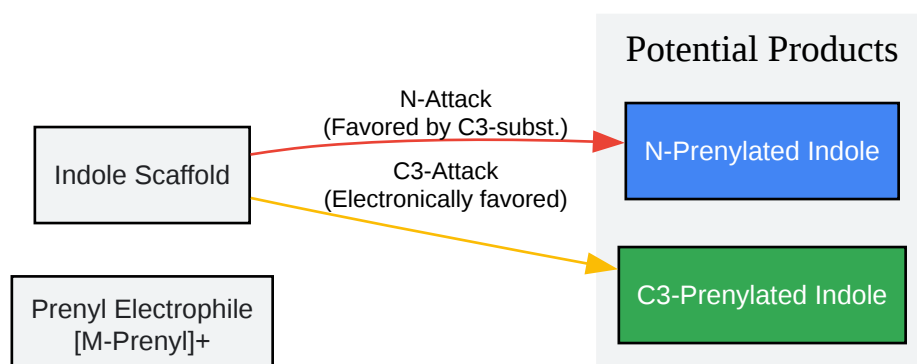 Potential Products
N-Attack
(Favored by C3-subst.)
N-Prenylated Indole
Indole Scaffold
C3-Attack
(Electronically favored)
C3-Prenylated Indole
Prenyl Electrophile
[M-Prenyl]+